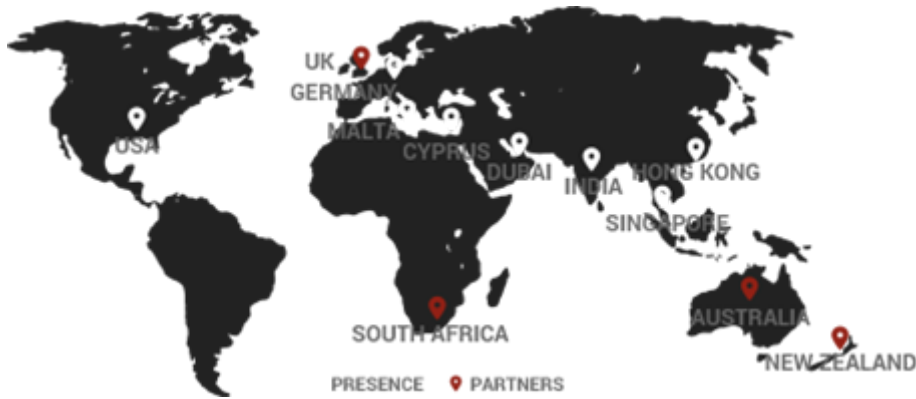 UK
GERMANY
MALTA
USA
CYPRUS
DUBAI
INDIA
HONG KONG
SINGAPORE
SOUTH AFRICA
AUSTRALIA
NEW ZEALAND
PRESENCE PARTNERS